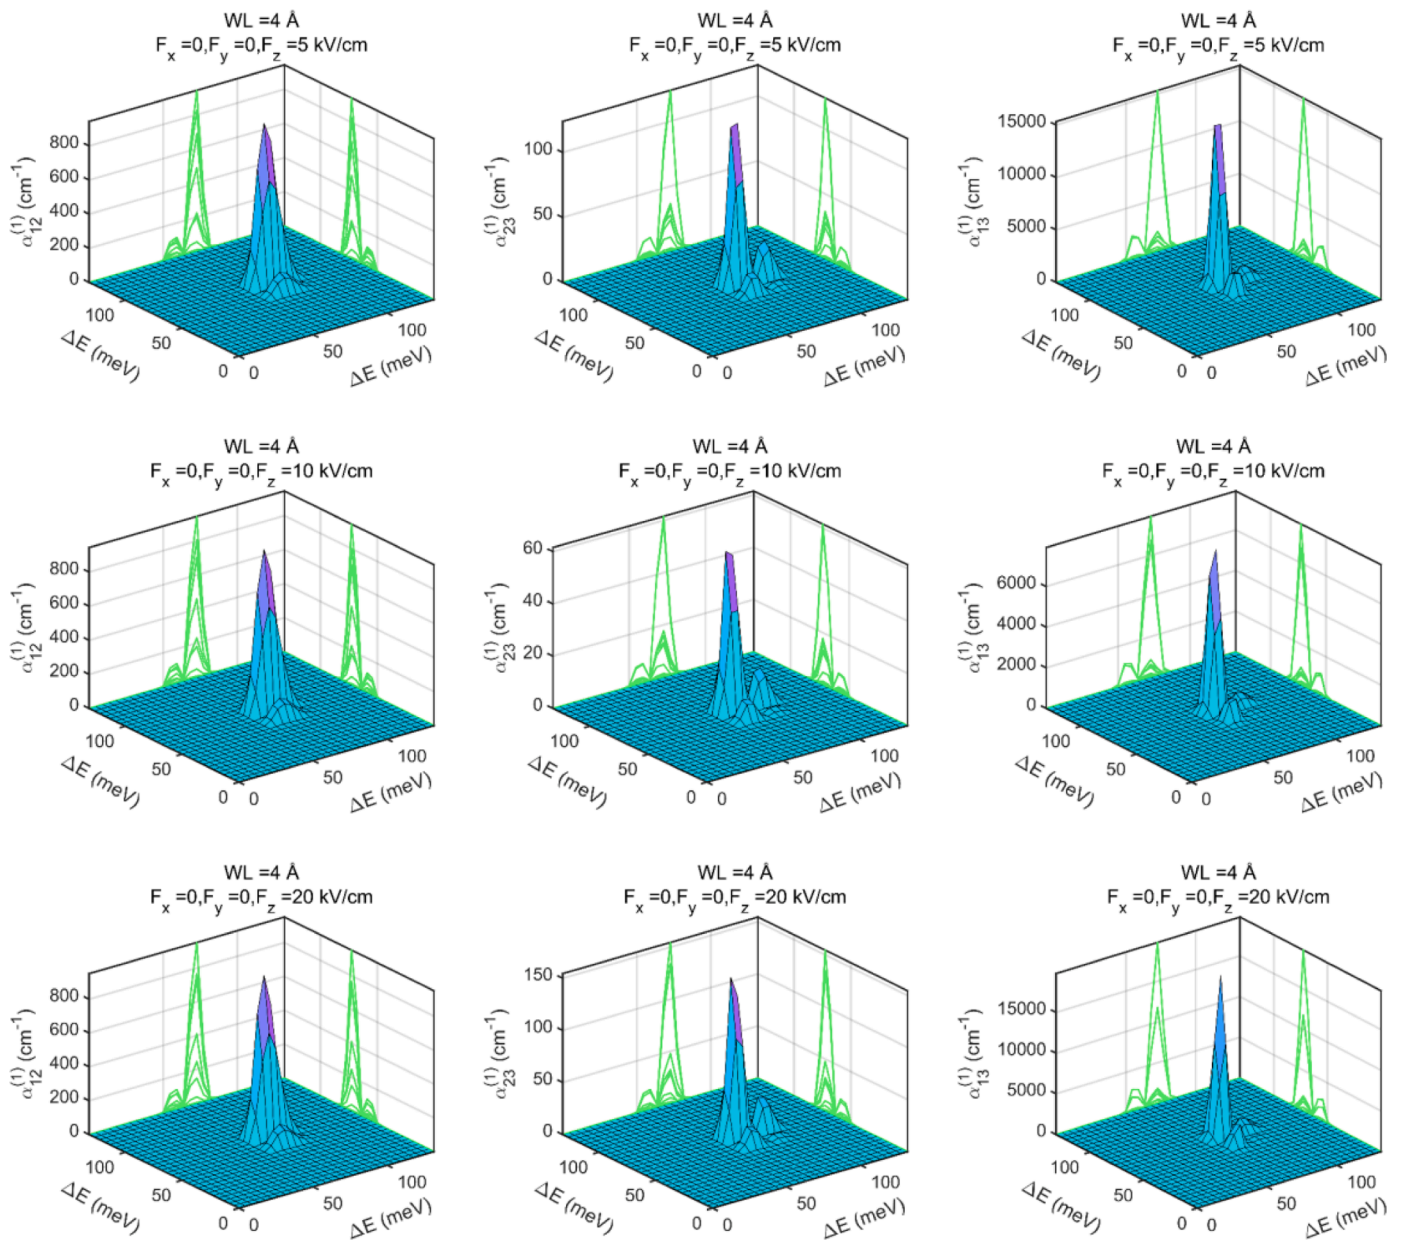 WL =4 Å
F_x =0,F_y =0,F_z =5 kV/cm
α_12^(1) (cm^-1)
800
600
400
200
0
100
50
0
ΔE (meV)
0
50
100
ΔE (meV)
WL =4 Å
F_x =0,F_y =0,F_z =5 kV/cm
α_23^(1) (cm^-1)
100
50
0
100
50
0
ΔE (meV)
0
50
100
ΔE (meV)
WL =4 Å
F_x =0,F_y =0,F_z =5 kV/cm
α_13^(1) (cm^-1)
15000
10000
5000
0
100
50
0
ΔE (meV)
0
50
100
ΔE (meV)
WL =4 Å
F_x =0,F_y =0,F_z =10 kV/cm
α_12^(1) (cm^-1)
800
600
400
200
0
100
50
0
ΔE (meV)
0
50
100
ΔE (meV)
WL =4 Å
F_x =0,F_y =0,F_z =10 kV/cm
α_23^(1) (cm^-1)
60
40
20
0
100
50
0
ΔE (meV)
0
50
100
ΔE (meV)
WL =4 Å
F_x =0,F_y =0,F_z =10 kV/cm
α_13^(1) (cm^-1)
6000
4000
2000
0
100
50
0
ΔE (meV)
0
50
100
ΔE (meV)
WL =4 Å
F_x =0,F_y =0,F_z =20 kV/cm
α_12^(1) (cm^-1)
800
600
400
200
0
100
50
0
ΔE (meV)
0
50
100
ΔE (meV)
WL =4 Å
F_x =0,F_y =0,F_z =20 kV/cm
α_23^(1) (cm^-1)
150
100
50
0
100
50
0
ΔE (meV)
0
50
100
ΔE (meV)
WL =4 Å
F_x =0,F_y =0,F_z =20 kV/cm
α_13^(1) (cm^-1)
15000
10000
5000
0
100
50
0
ΔE (meV)
0
50
100
ΔE (meV)